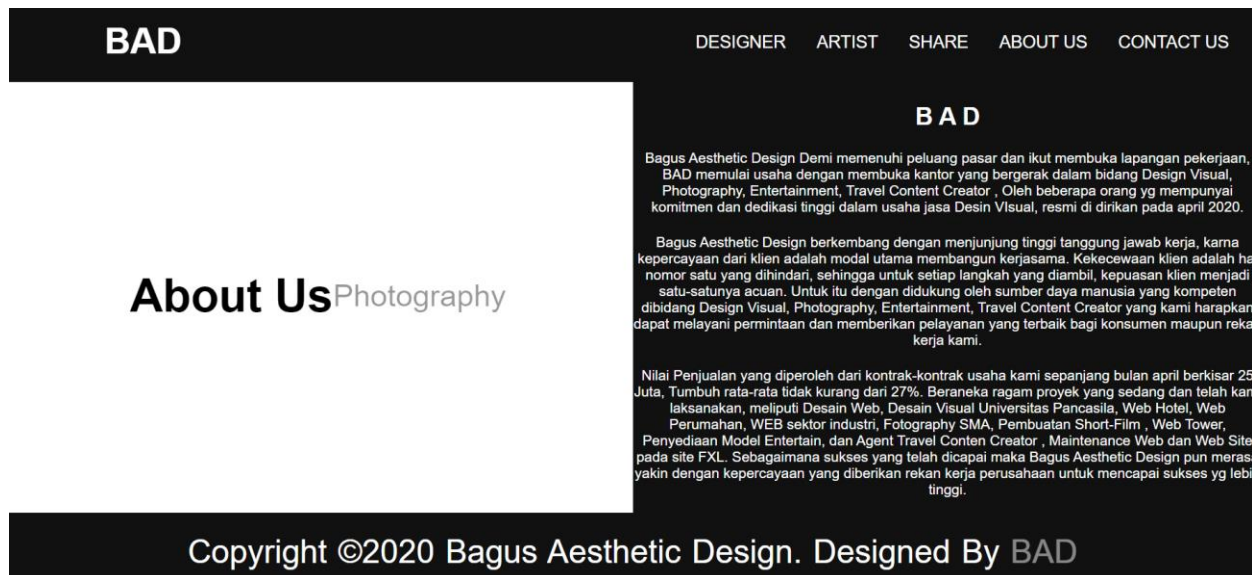 BAD
DESIGNER ARTIST SHARE ABOUT US CONTACT US
About Us Photography
B A D
Bagus Aesthetic Design Demi memenuhi peluang pasar dan ikut membuka lapangan pekerjaan,
BAD memulai usaha dengan membuka kantor yang bergerak dalam bidang Design Visual,
Photography, Entertainment, Travel Content Creator , Oleh beberapa orang yg mempunyai
komitmen dan dedikasi tinggi dalam usaha jasa Desin VIsual, resmi di dirikan pada april 2020.
Bagus Aesthetic Design berkembang dengan menjunjung tinggi tanggung jawab kerja, karna
kepercayaan dari klien adalah modal utama membangun kerjasama. Kekecewaan klien adalah
nomor satu yang dihindari, sehingga untuk setiap langkah yang diambil, kepuasan klien menjadi
satu-satunya acuan. Untuk itu dengan didukung oleh sumber daya manusia yang kompeten
dibidang Design Visual, Photography, Entertainment, Travel Content Creator yang kami harapkan
dapat melayani permintaan dan memberikan pelayanan yang terbaik bagi konsumen maupun
kerja kami.
Nilai Penjualan yang diperoleh dari kontrak-kontrak usaha kami sepanjang bulan april berkisar 25
Juta, Tumbuh rata-rata tidak kurang dari 27%. Beraneka ragam proyek yang sedang dan telah
laksanakan, meliputi Desain Web, Desain Visual Universitas Pancasila, Web Hotel, Web
Perumahan, WEB sektor industri, Fotography SMA, Pembuatan Short-Film , Web Tower,
Penyediaan Model Entertain, dan Agent Travel Conten Creator , Maintenance Web dan Web Site
pada site FXL. Sebagaimana sukses yang telah dicapai maka Bagus Aesthetic Design pun
yakin dengan kepercayaan yang diberikan rekan kerja perusahaan untuk mencapai sukses yg
tinggi.
Copyright ©2020 Bagus Aesthetic Design. Designed By BAD